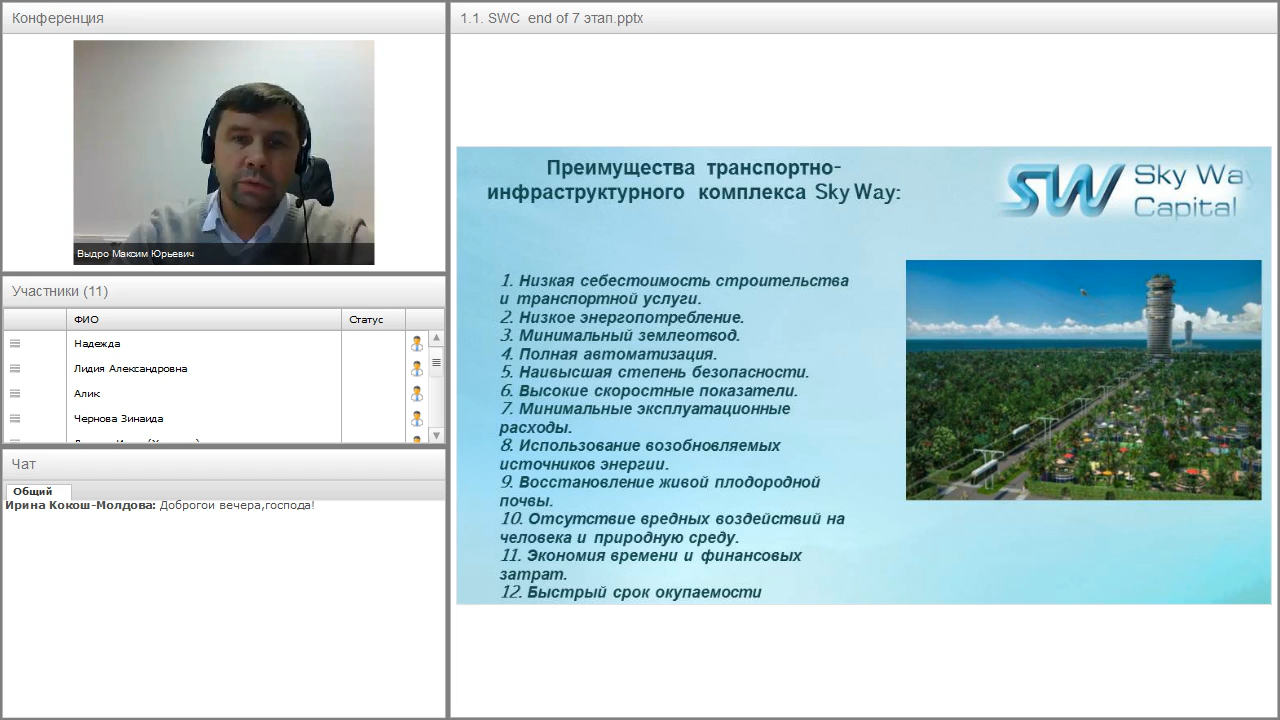 Конференция
Выдро Максим Юрьевич
Участники (11)
ФИО
Статус
Надежда
Лидия Александровна
Алик
Чернова Зинаида
Чат
Общий
Ирина Кокош-Молдова: Доброгои вечера,господа!
1.1. SWC end of 7 этап.pptx
Преимущества транспортно-
инфраструктурного комплекса Sky Way:
SW Sky Way
Capital
1. Низкая себестоимость строительства
и транспортной услуги.
2. Низкое энергопотребление.
3. Минимальный землеотвод.
4. Полная автоматизация.
5. Наивысшая степень безопасности.
6. Высокие скоростные показатели.
7. Минимальные эксплуатационные
расходы.
8. Использование возобновляемых
источников энергии.
9. Восстановление живой плодородной
почвы.
10. Отсутствие вредных воздействий на
человека и природную среду.
11. Экономия времени и финансовых
затрат.
12. Быстрый срок окупаемости